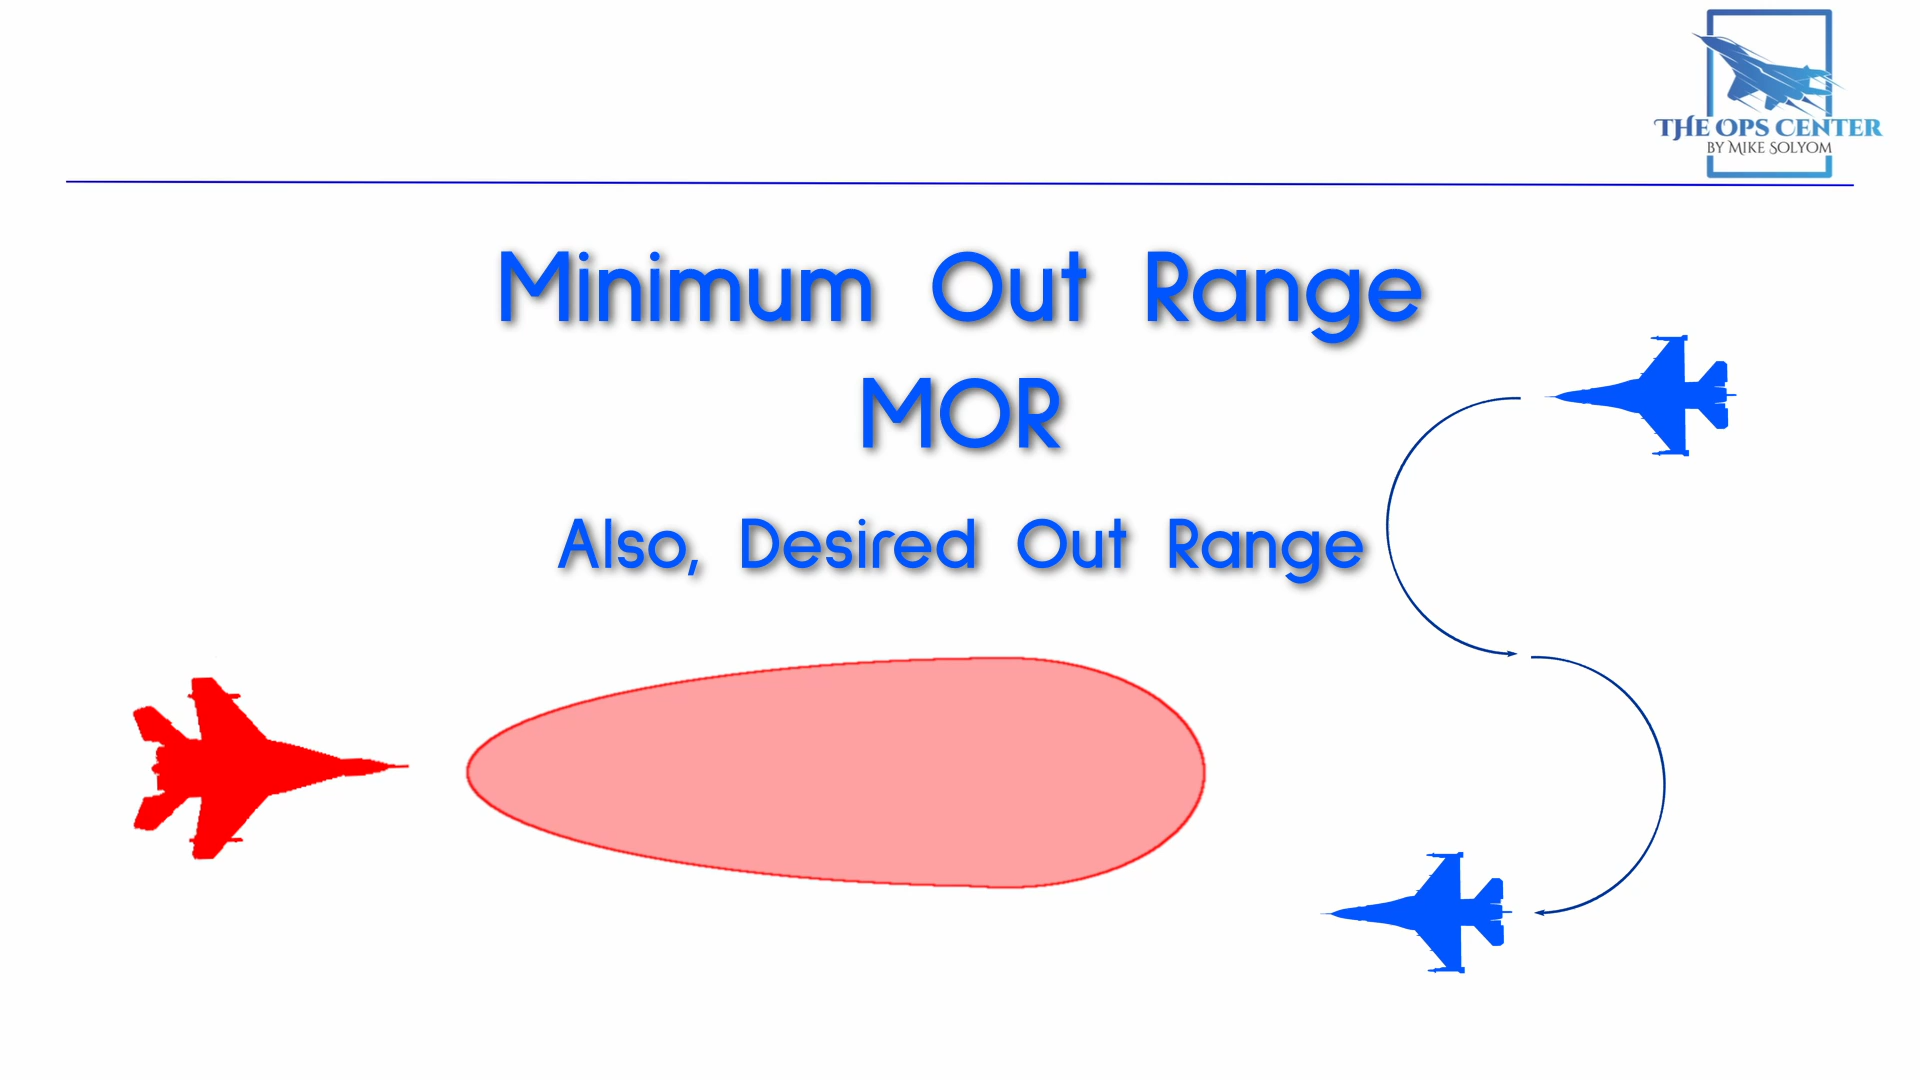 THE OPS CENTER
BY MIKE SOLYOM
Minimum Out Range
MOR
Also, Desired Out Range